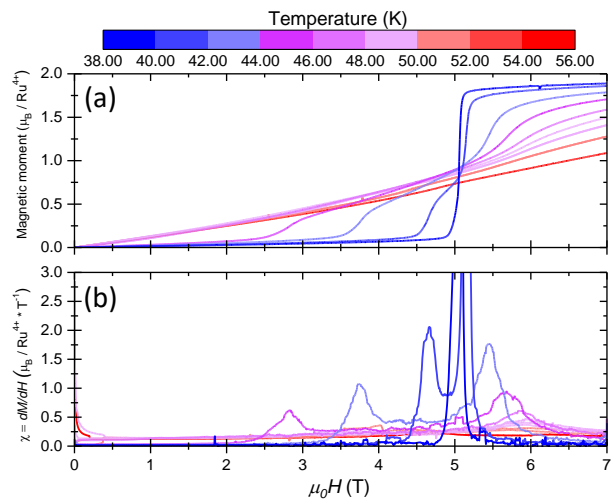 Temperature (K)
38.00 40.00 42.00 44.00 46.00 48.00 50.00 52.00 54.00 56.00
(a)
Magnetic moment (μB / Ru4+)
2.0
1.5
1.0
0.5
0.0
(b)
χ = dM/dH (μB / Ru4+ * T-1)
3.0
2.5
2.0
1.5
1.0
0.5
0.0
0 1 2 3 4 5 6 7
μ0H (T)